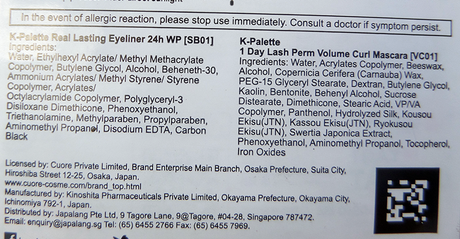 In the event of allergic reaction, please stop use immediately. Consult a doctor if symptom persist.
K-Palette Real Lasting Eyeliner 24h WP [SB01]
Ingredients:
Water, Ethylhexyl Acrylate/ Methyl Methacrylate
Copolymer, Butylene Glycol, Alcohol, Beheneth-30,
Ammonium Acrylates/ Methyl Styrene/ Styrene
Copolymer, Acrylates/
Octylacrylamide Copolymer, Polyglyceryl-3
Disiloxane Dimethicone, Phenoxyethanol,
Triethanolamine, Methylparaben, Propylparaben,
Aminomethyl Propanol, Disodium EDTA, Carbon
Black
K-Palette
1 Day Lash Perm Volume Curl Mascara [VC01]
Ingredients: Water, Acrylates Copolymer, Beeswax,
Alcohol, Copernicia Cerifera (Carnauba) Wax,
PEG-15 Glyceryl Stearate, Dextran, Butylene Glycol,
Kaolin, Bentonite, Behenyl Alcohol, Sucrose
Distearate, Dimethicone, Stearic Acid, VP/VA
Copolymer, Panthenol, Hydrolyzed Silk, Kousou
Ekisu(JTN), Kassou Ekisu(JTN), Ryokusou
Ekisu(JTN), Swertia Japonica Extract,
Phenoxyethanol, Aminomethyl Propanol, Tocopherol,
Iron Oxides
Licensed by: Cuore Private Limited, Brand Enterprise Main Branch, Osaka Prefecture, Suita City,
Hiroshiba Street 12-25, Osaka, Japan.
www.cuore-cosme.com/brand_top.html
Manufactured by: Kinoshita Pharmaceuticals Private Limited, Okayama Prefecture, Okayama City,
Ichinomiya 792-1, Japan.
Distributed by: Japalang Pte Ltd, 9 Tagore Lane, 9@Tagore, #04-28, Singapore 787472.
Email: enquiry@japalang.sg Tel: (65) 6455 2766 Fax: (65) 6455 7969.